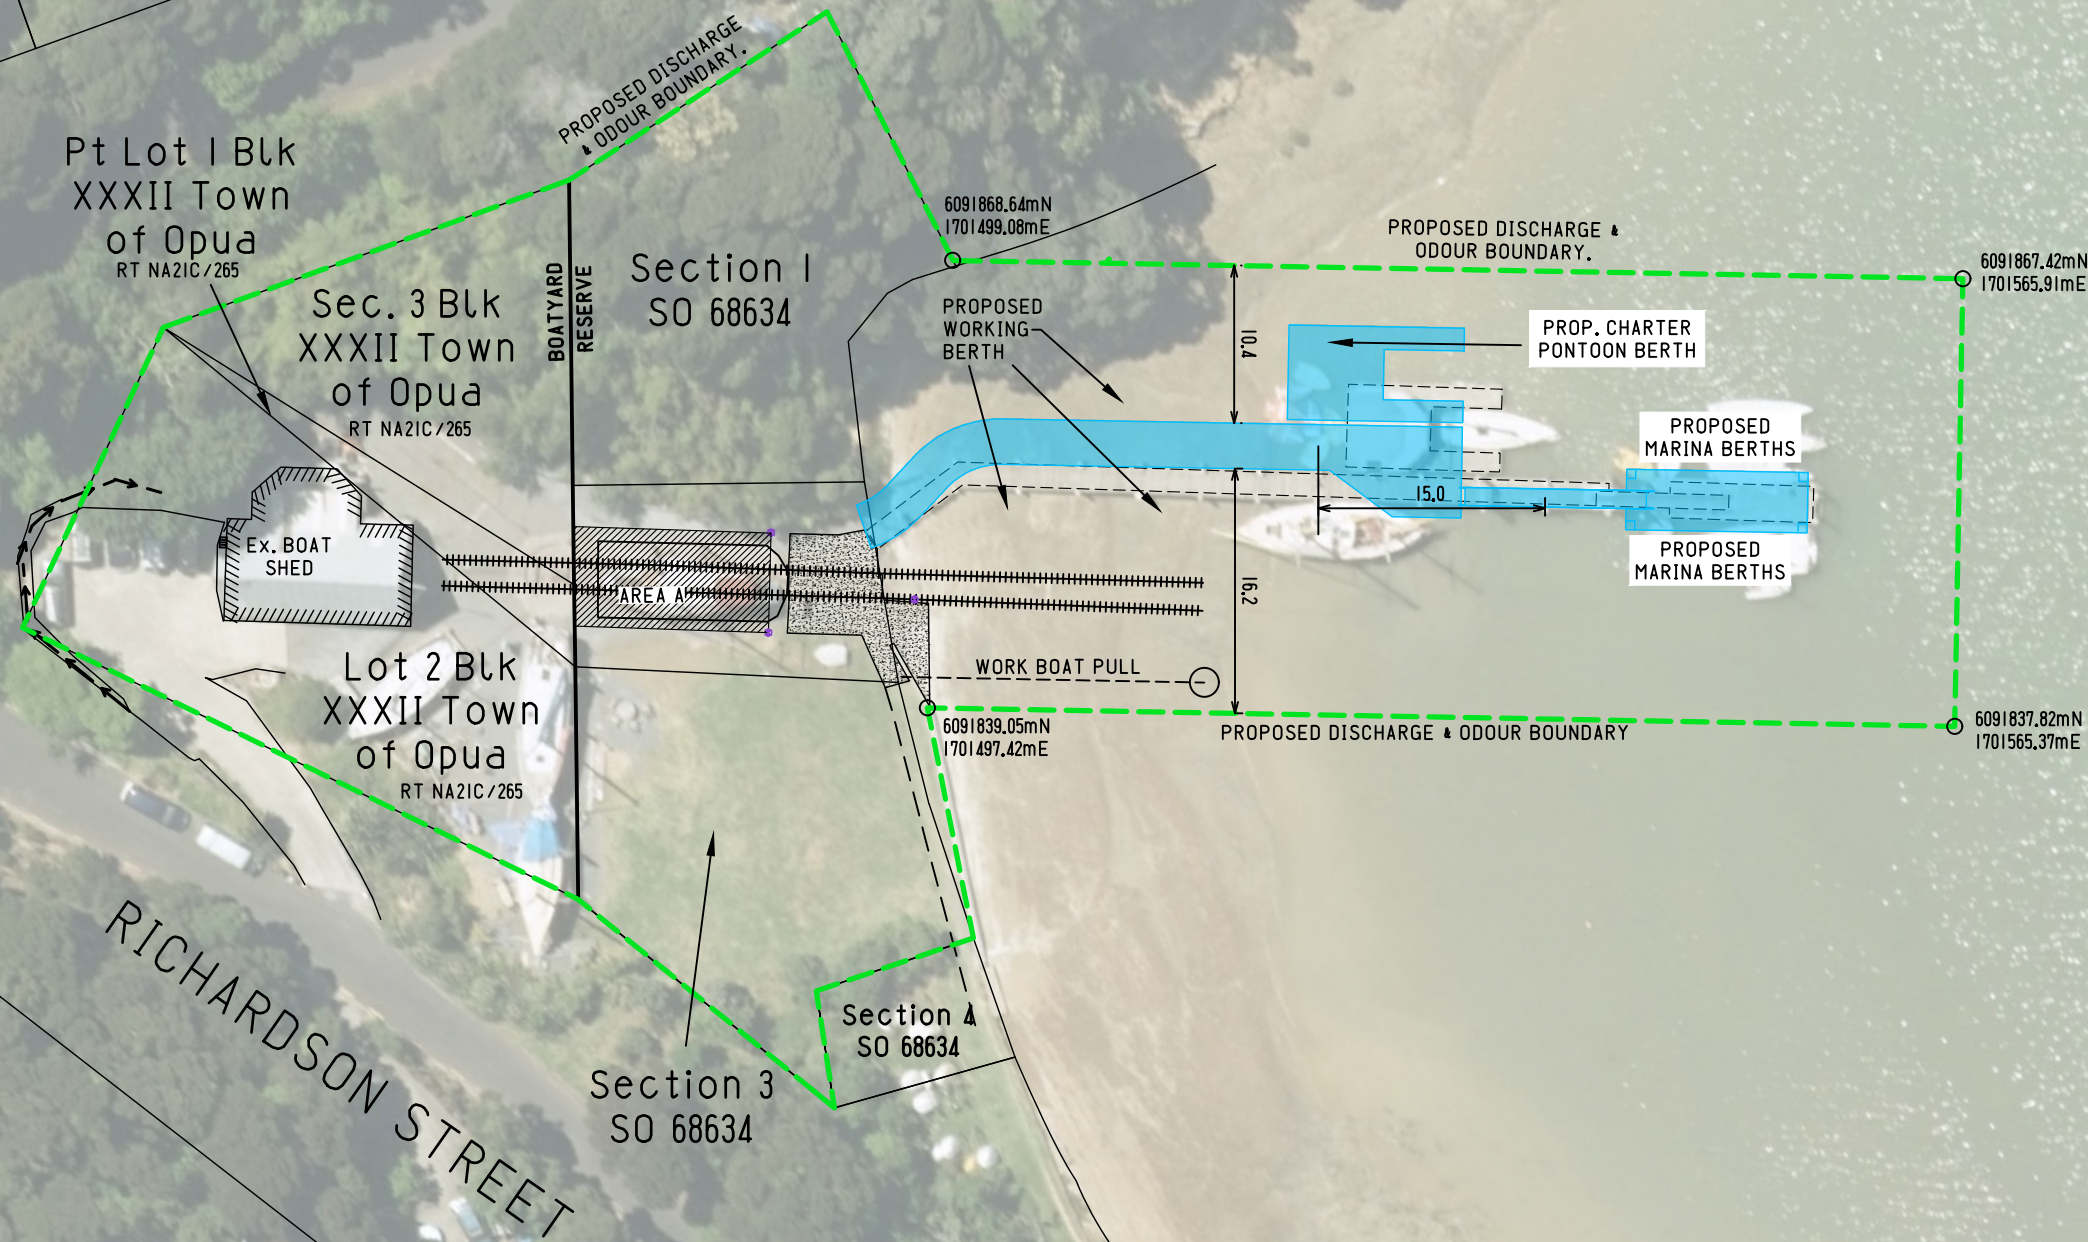 PROPOSED DISCHARGE
& ODOUR BOUNDARY.
Pt Lot 1 Blk
XXXII Town
of Opua
RT NA21C/265
Sec. 3 Blk
XXXII Town
of Opua
RT NA21C/265
BOATYARD
RESERVE
Section 1
SO 68634
6091868.64mN
1701499.08mE
PROPOSED DISCHARGE &
ODOUR BOUNDARY.
6091867.42mN
1701565.91mE
PROPOSED
WORKING
BERTH
10.4
PROP. CHARTER
PONTOON BERTH
PROPOSED
MARINA BERTHS
15.0
PROPOSED
MARINA BERTHS
Ex. BOAT
SHED
AREA A
16.2
WORK BOAT PULL
Lot 2 Blk
XXXII Town
of Opua
RT NA21C/265
6091839.05mN
1701497.42mE
PROPOSED DISCHARGE & ODOUR BOUNDARY
6091837.82mN
1701565.37mE
RICHARDSON STREET
Section 4
SO 68634
Section 3
SO 68634